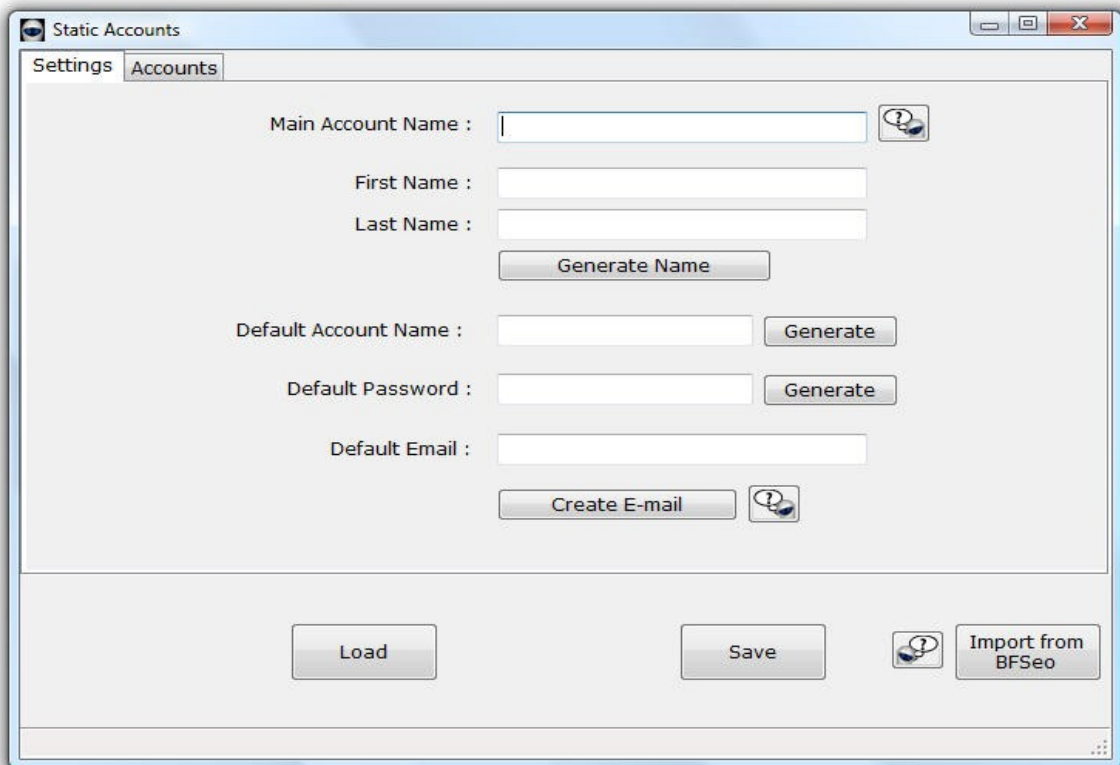 Static Accounts
Settings Accounts
Main Account Name :
First Name :
Last Name :
Generate Name
Default Account Name : Generate
Default Password : Generate
Default Email :
Create E-mail
Load Save Import from
BFSeo